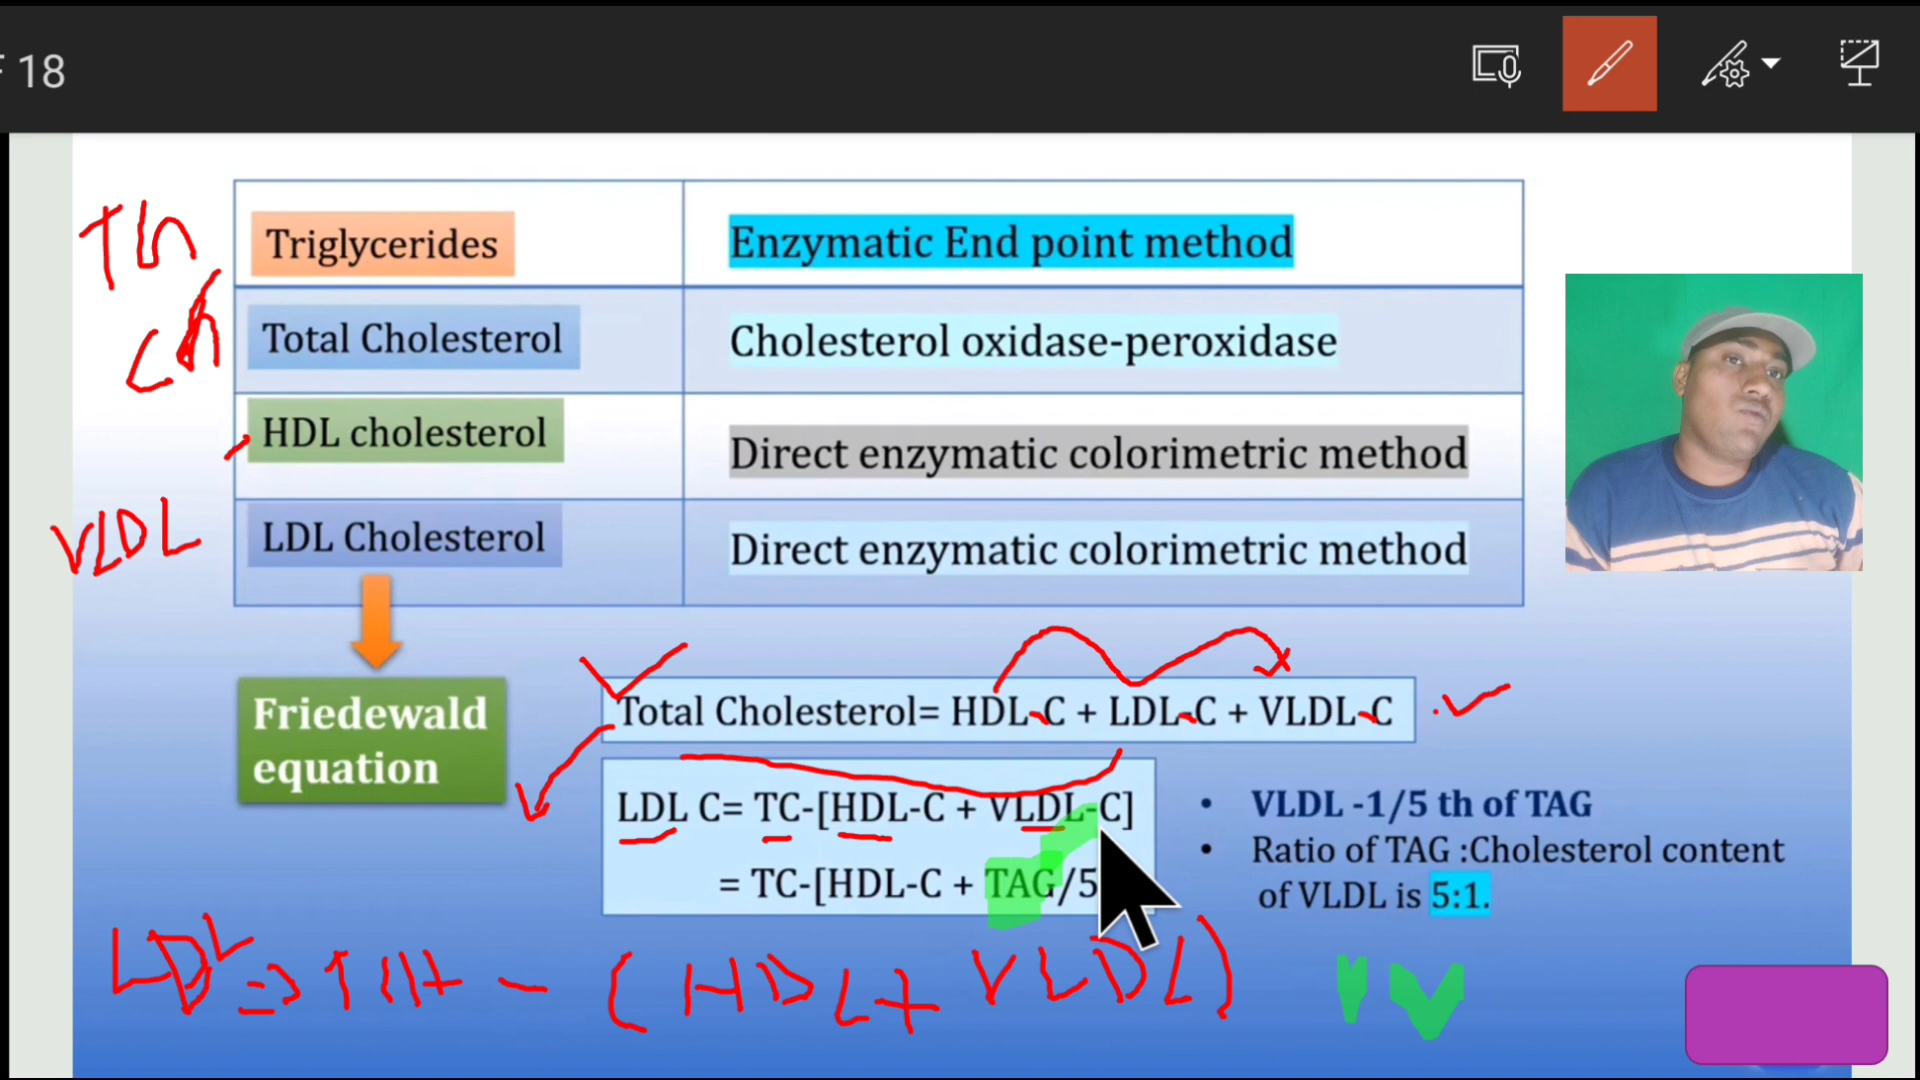 F 18
Triglycerides
Enzymatic End point method
Total Cholesterol
Cholesterol oxidase-peroxidase
HDL cholesterol
Direct enzymatic colorimetric method
VLDL
LDL Cholesterol
Direct enzymatic colorimetric method
Friedewald
equation
Total Cholesterol= HDL-C + LDL-C + VLDL-C
LDL C= TC-[HDL-C + VLDL-C]
= TC-[HDL-C + TAG/5
• VLDL -1/5 th of TAG
• Ratio of TAG :Cholesterol content
of VLDL is 5:1.
LDL - (HDL+ VLDL)